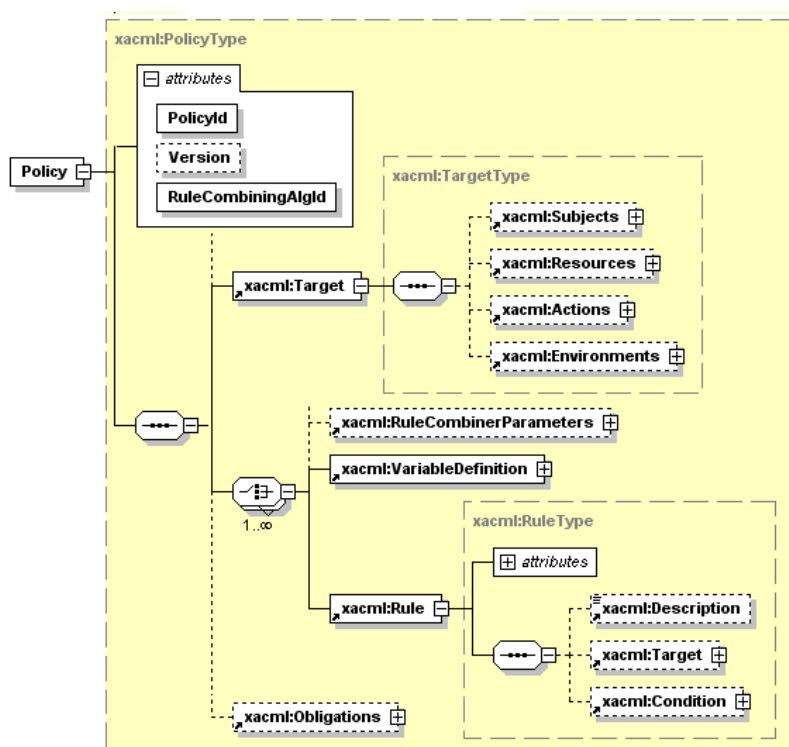 xacml:PolicyType
attributes
PolicyId
Version
RuleCombiningAlgId
Policy
xacml:TargetType
xacml:Subjects
xacml:Resources
xacml:Target
xacml:Actions
xacml:Environments
xacml:RuleCombinerParameters
xacml:VariableDefinition
1..∞
xacml:RuleType
attributes
xacml:Rule
xacml:Description
xacml:Target
xacml:Condition
xacml:Obligations